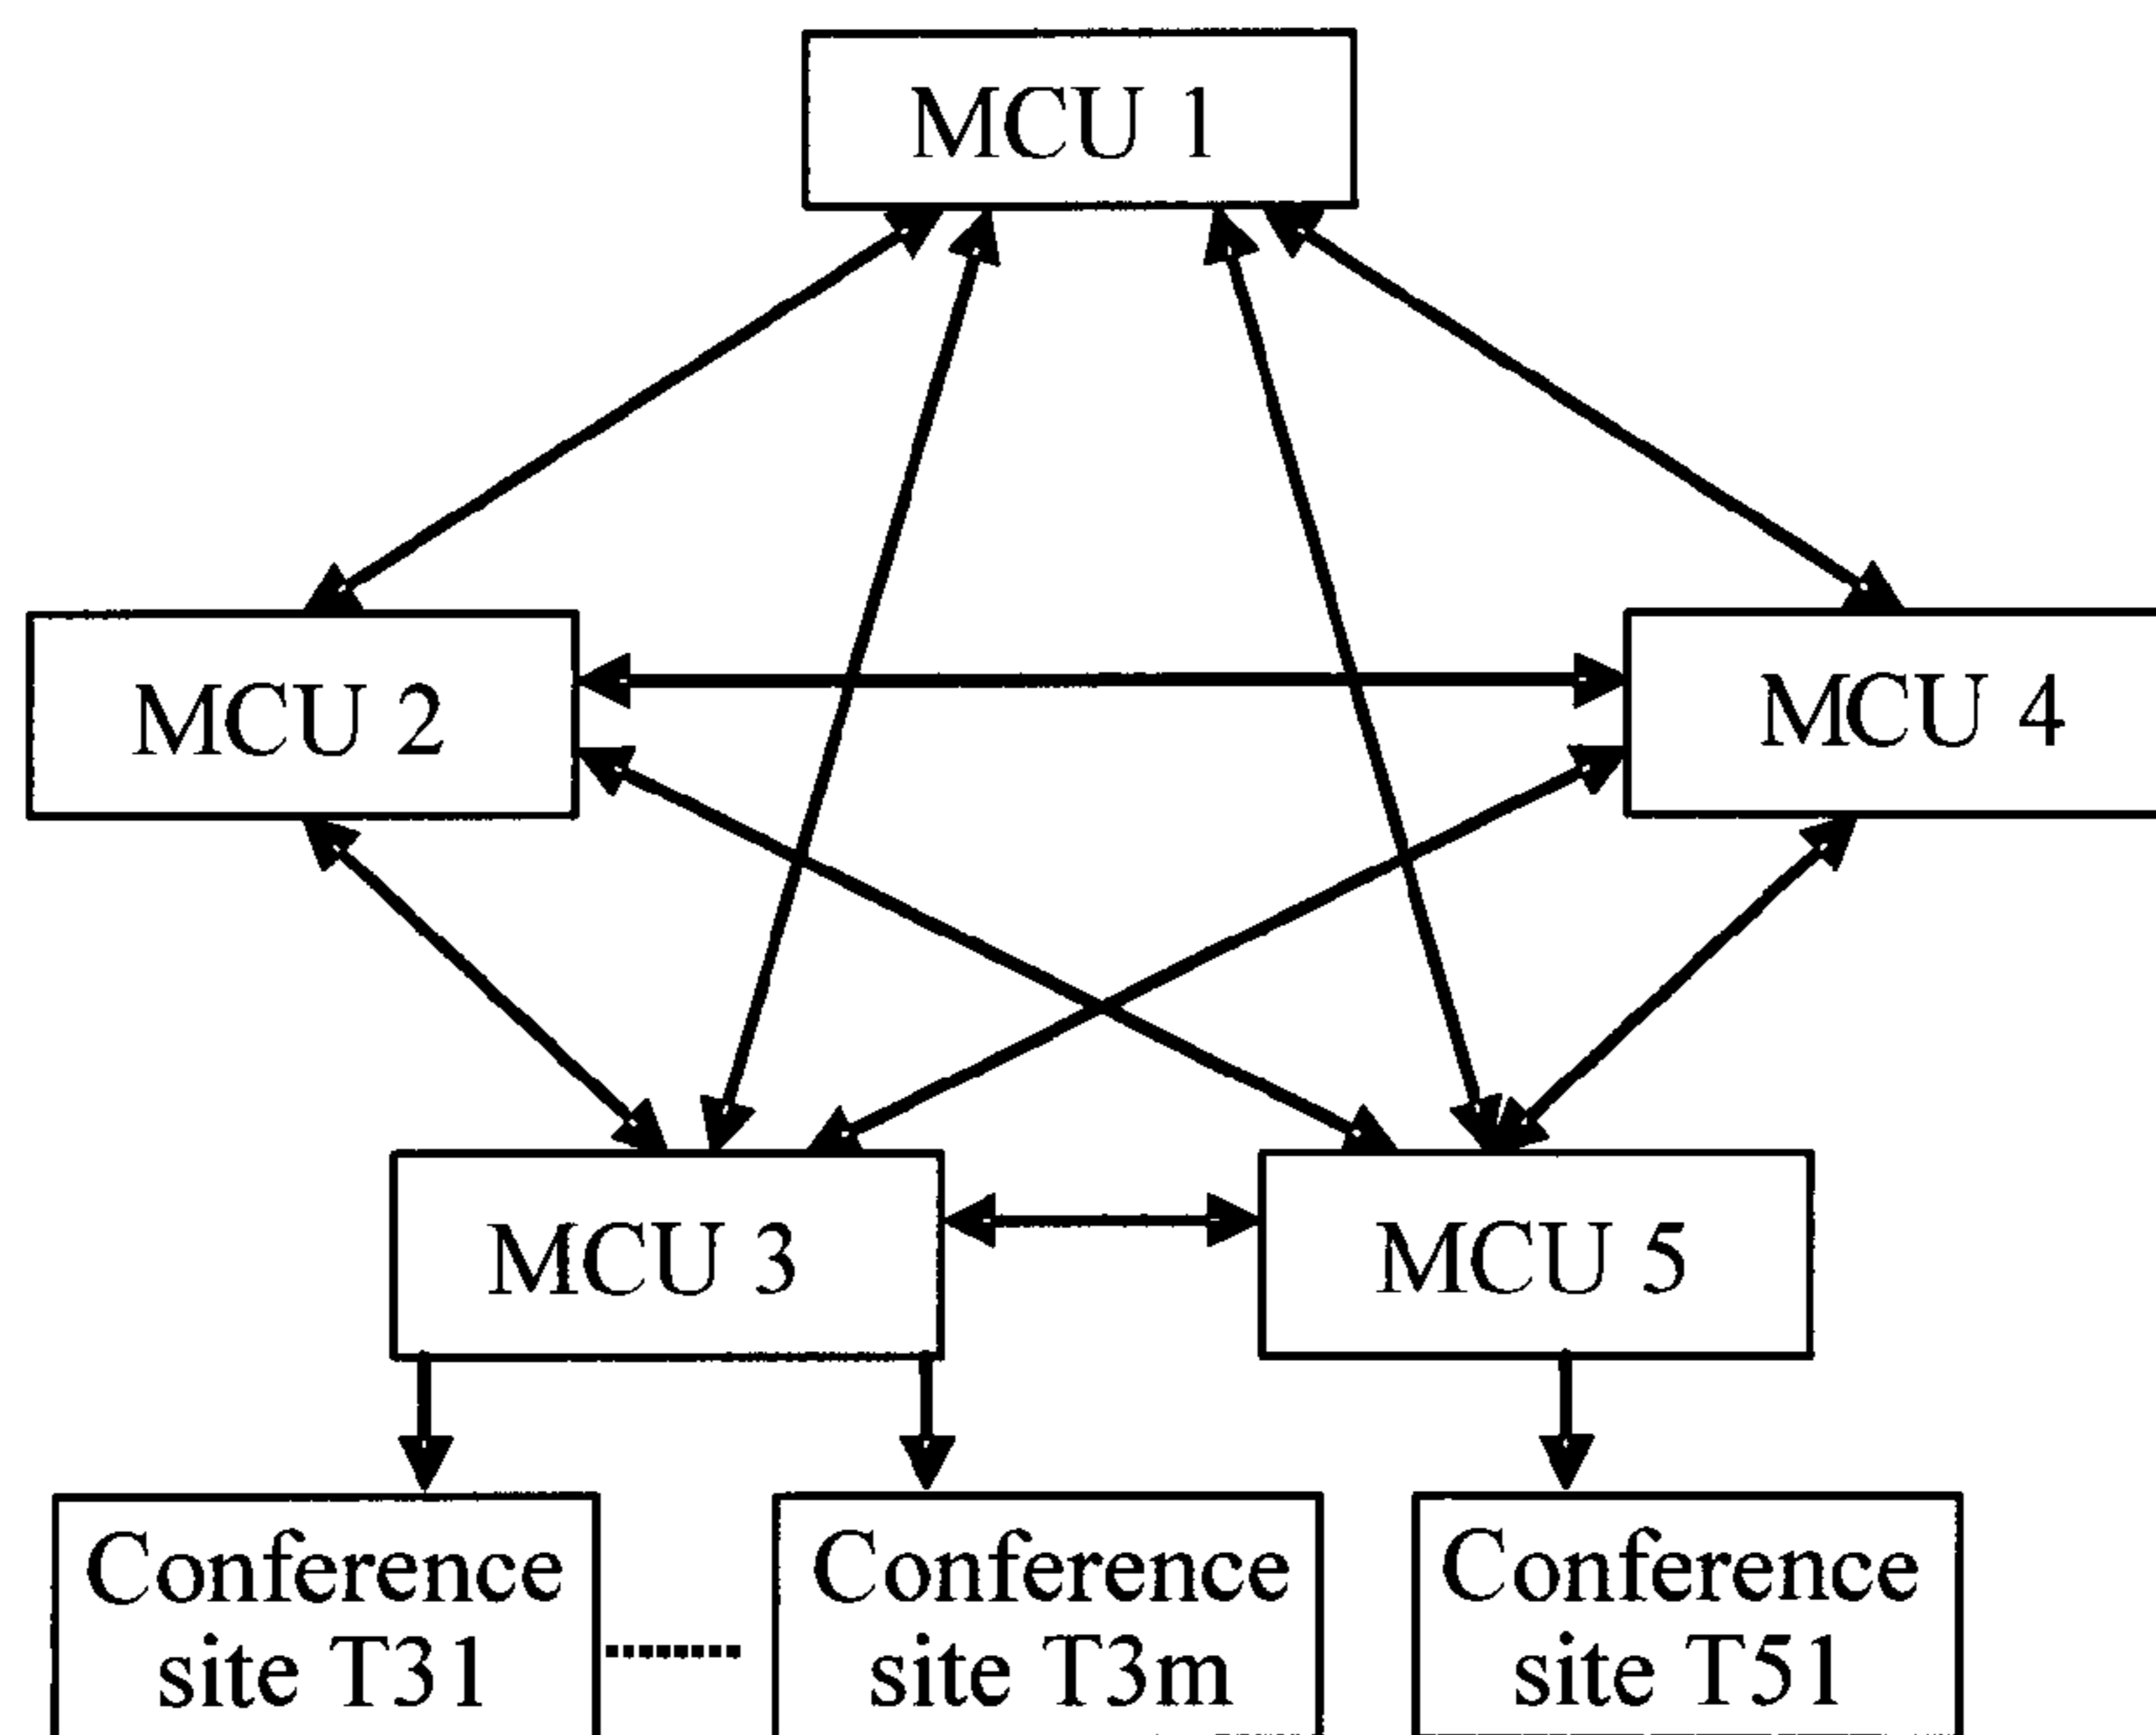 MCU 1
MCU 2
MCU 4
MCU 3
MCU 5
Conference
site T31
Conference
site T3m
Conference
site T51